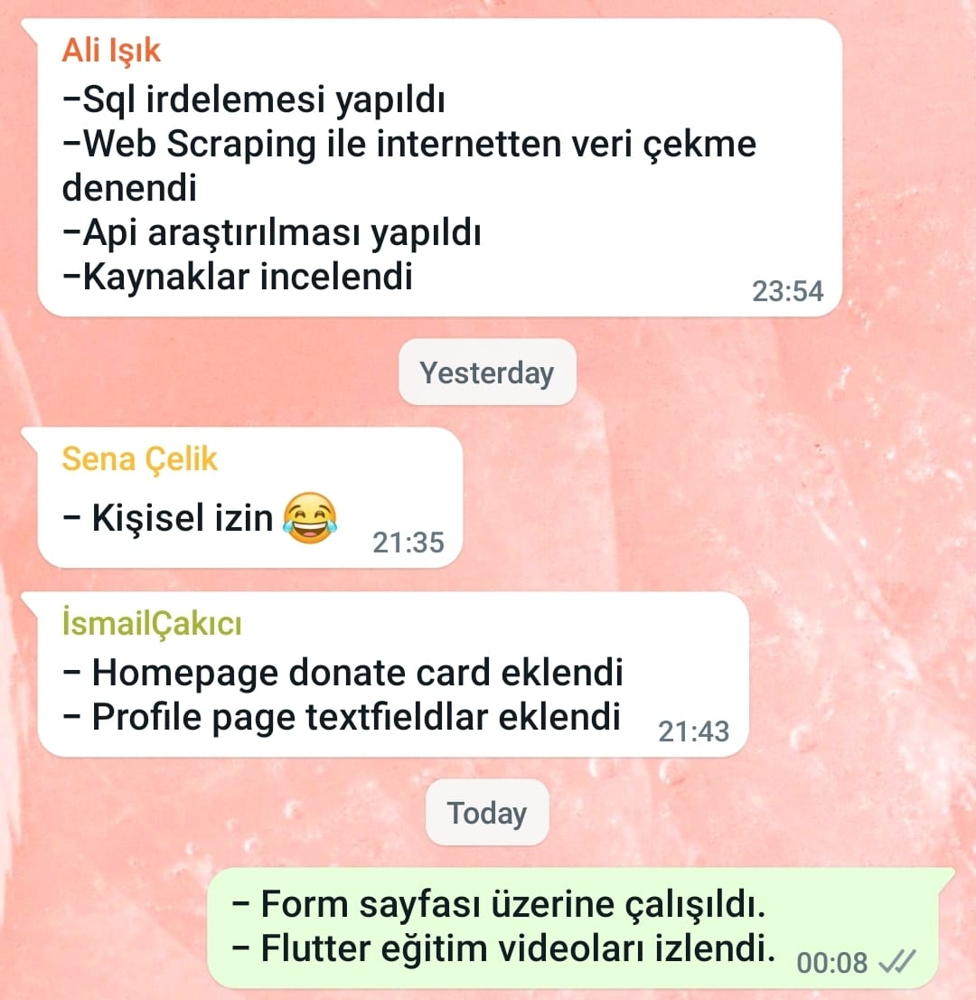 Ali Işık
-Sql irdelemesi yapıldı
-Web Scraping ile internetten veri çekme
denendi
-Api araştırılması yapıldı
-Kaynaklar incelendi
23:54
Yesterday
Sena Çelik
- Kişisel izin 😂
21:35
İsmailÇakıcı
- Homepage donate card eklendi
- Profile page textfieldlar eklendi
21:43
Today
- Form sayfası üzerine çalışıldı.
- Flutter eğitim videoları izlendi.
00:08